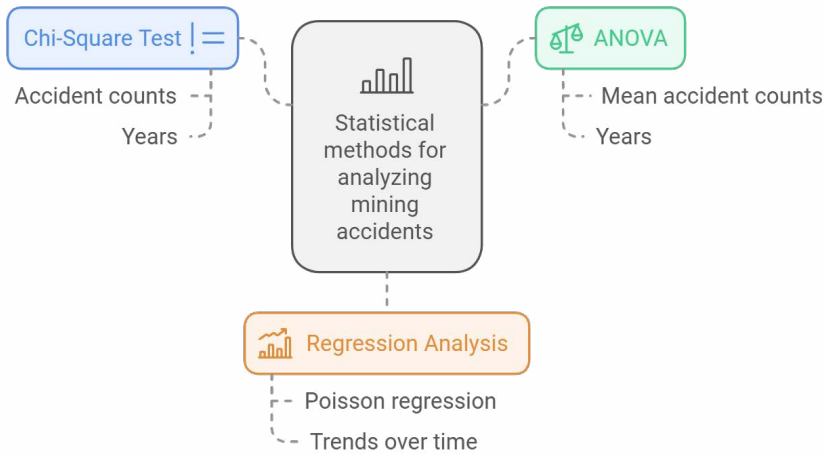 Chi-Square Test
Accident counts
Years
Statistical
methods for
analyzing
mining
accidents
ANOVA
Mean accident counts
Years
Regression Analysis
Poisson regression
Trends over time